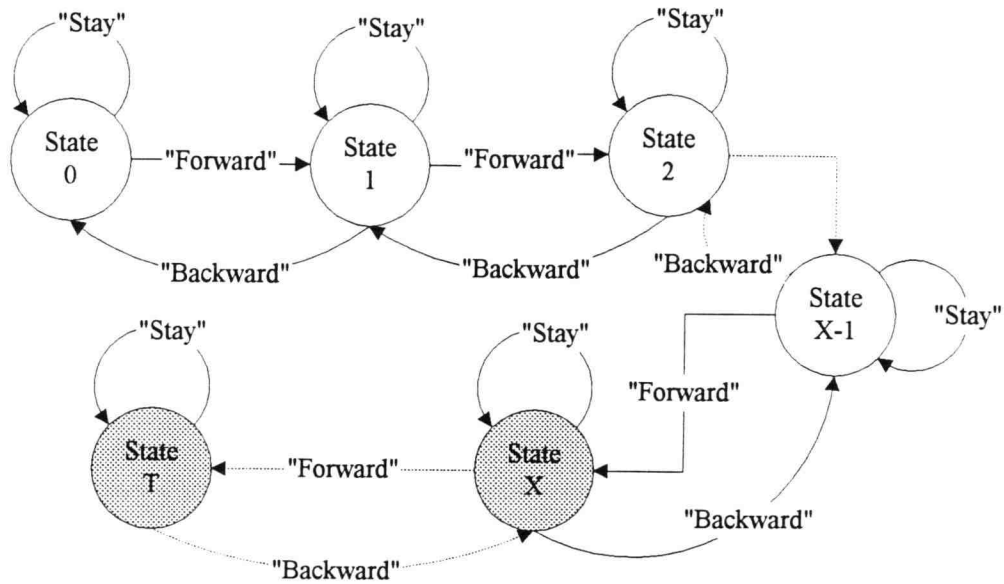 "Stay"
"Stay"
"Stay"
State
0
"Forward"
State
1
"Forward"
State
2
"Backward"
"Backward"
"Backward"
State
X-1
"Stay"
"Stay"
"Stay"
"Forward"
State
T
"Forward"
State
X
"Backward"
"Backward"